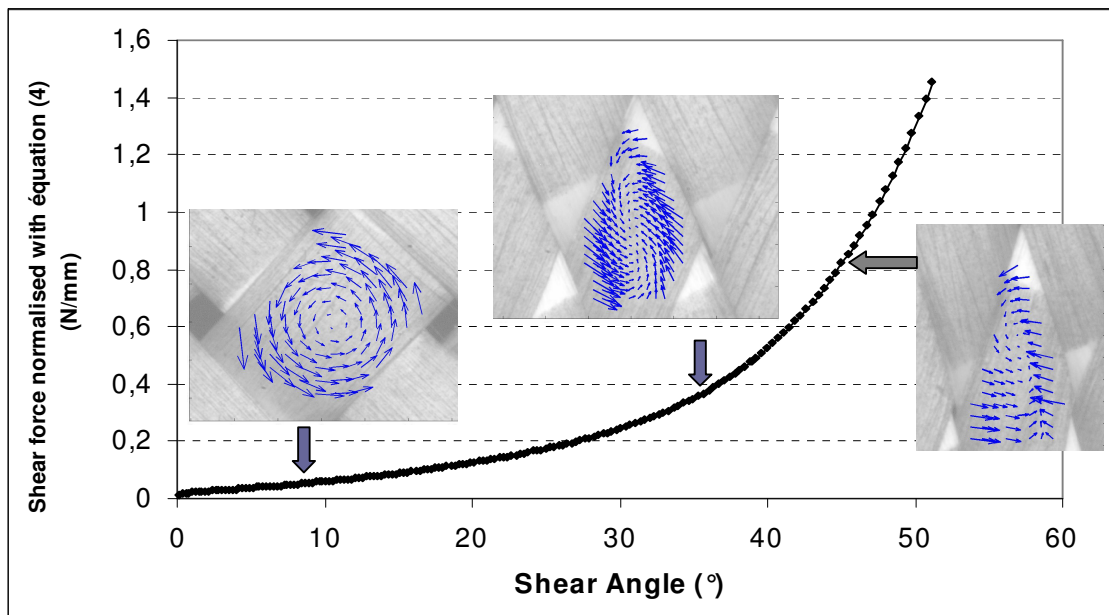 Shear force normalised with équation (4)
(N/mm)
1,6
1,4
1,2
1
0,8
0,6
0,4
0,2
0
0 10 20 30 40 50 60
Shear Angle (°)